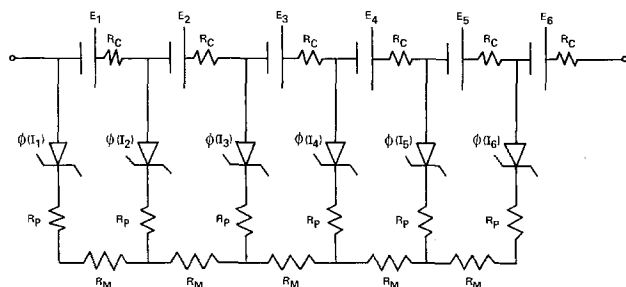 E1 E2 E3 E4 E5 E6
RC RC RC RC RC RC
ϕ(I1) ϕ(I2) ϕ(I3) ϕ(I4) ϕ(I5) ϕ(I6)
RP RP RP RP RP RP
RM RM RM RM RM